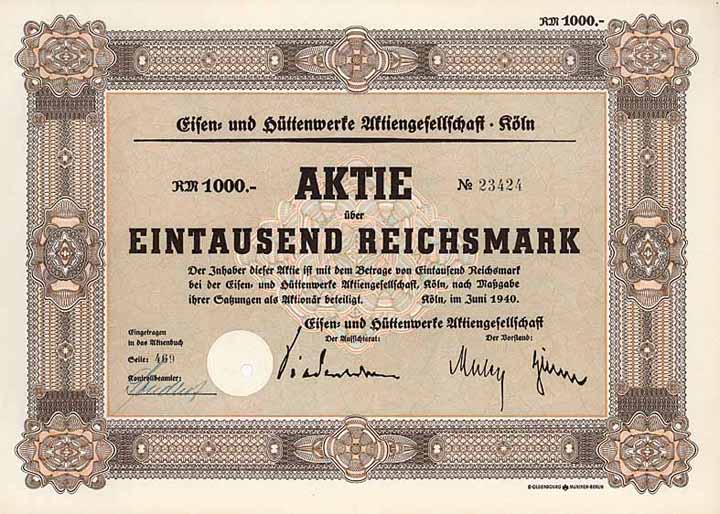 RM 1000.-
Eisen- und Hüttenwerke Aktiengesellschaft · Köln
RM 1000.- AKTIE № 23424
über
EINTAUSEND REICHSMARK
Der Inhaber dieser Aktie ist mit dem Betrage von Eintausend Reichsmark
bei der Eisen- und Hüttenwerke Aktiengesellschaft, Köln, nach Maßgabe
ihrer Satzungen als Aktionär beteiligt. Köln, im Juni 1940.
Eisen- und Hüttenwerke Aktiengesellschaft
Der Aufsichtsrat: Der Vorstand:
Eingetragen
in das Aktienbuch
Seite: 469
Kontrollbeamter:
R·OLDENBOURG MÜNCHEN-BERLIN